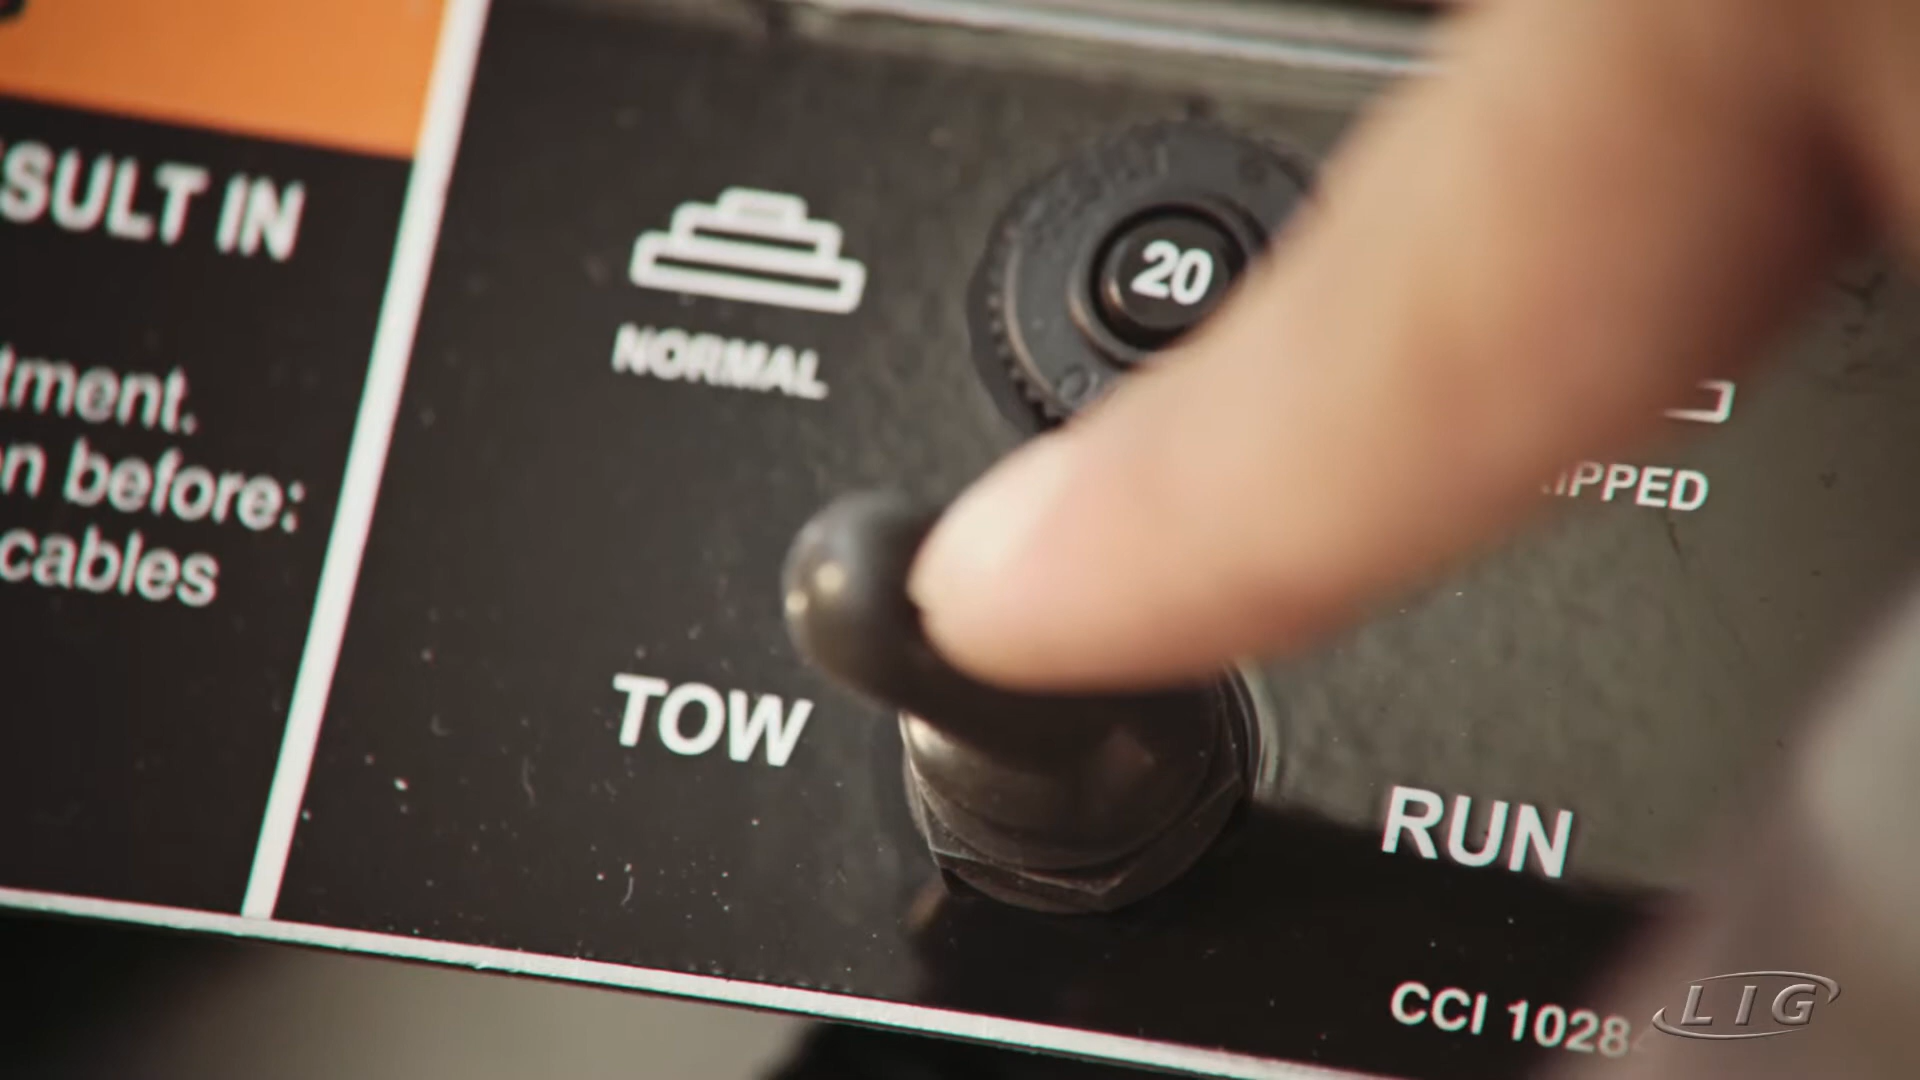 SULT IN
tment.
n before:
cables
NORMAL
20
IPPED
TOW
RUN
CCI 1028
LIG